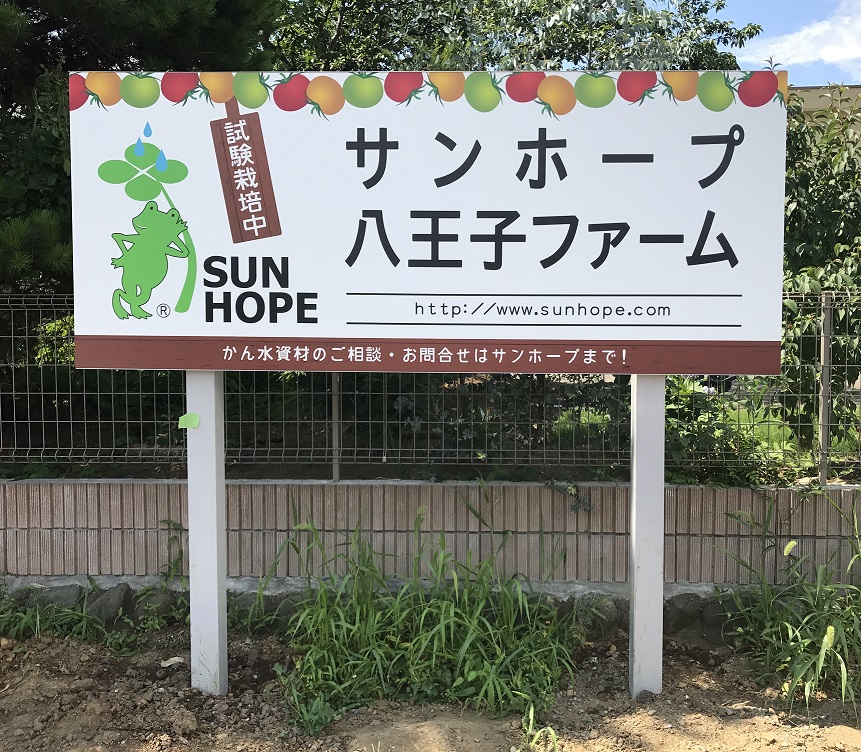 試験栽培中
サンホープ
八王子ファーム
SUN
HOPE
®
http://www.sunhope.com
かん水資材のご相談・お問合せはサンホープまで!